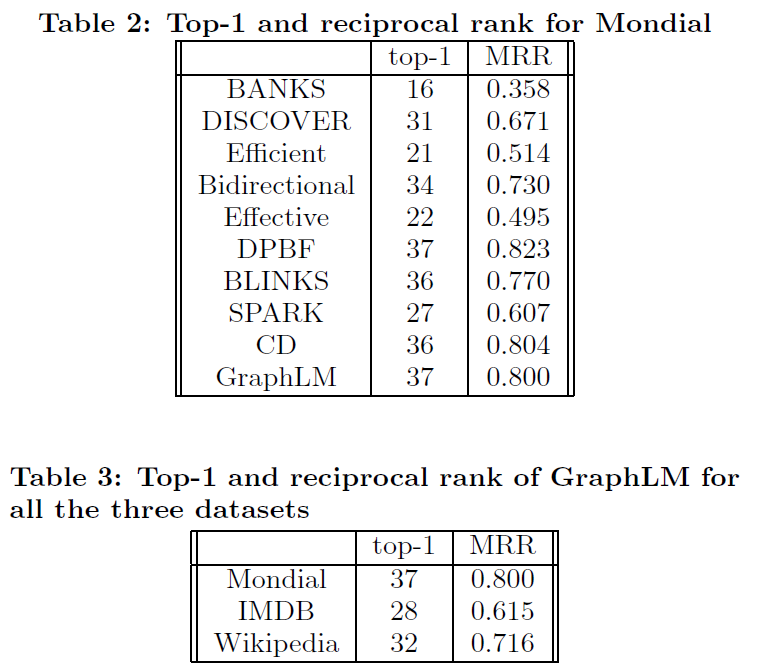 Table 2: Top-1 and reciprocal rank for Mondial
top-1 MRR
BANKS 16 0.358
DISCOVER 31 0.671
Efficient 21 0.514
Bidirectional 34 0.730
Effective 22 0.495
DPBF 37 0.823
BLINKS 36 0.770
SPARK 27 0.607
CD 36 0.804
GraphLM 37 0.800
Table 3: Top-1 and reciprocal rank of GraphLM for
all the three datasets
top-1 MRR
Mondial 37 0.800
IMDB 28 0.615
Wikipedia 32 0.716